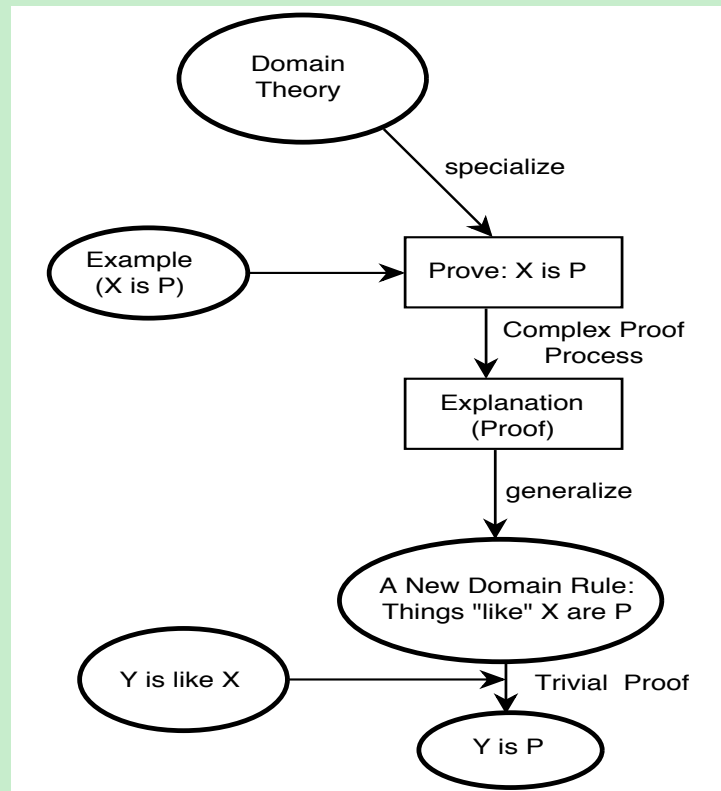 Domain
Theory
specialize
Example
(X is P)
Prove: X is P
Complex Proof
Process
Explanation
(Proof)
generalize
A New Domain Rule:
Things "like" X are P
Y is like X
Trivial Proof
Y is P